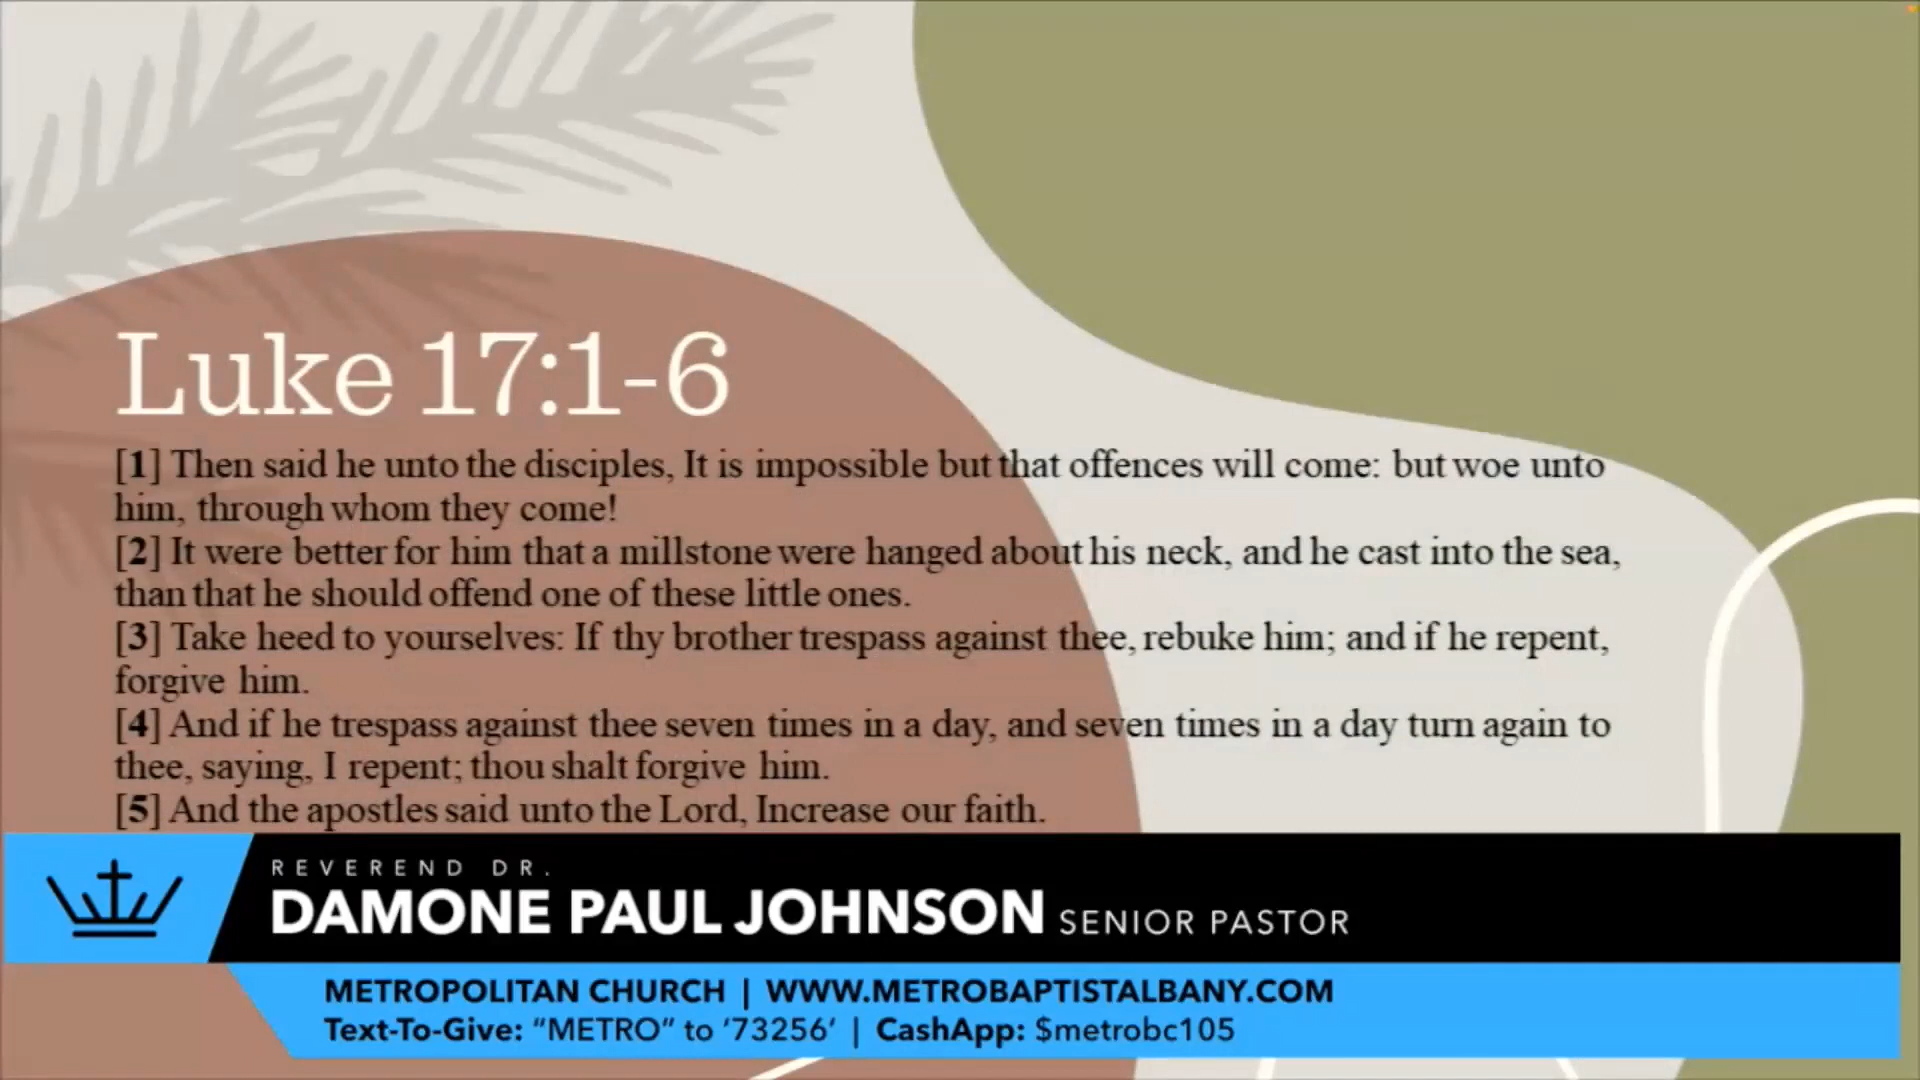 Luke 17:1-6
[1] Then said he unto the disciples, It is impossible but that offences will come: but woe unto
him, through whom they come!
[2] It were better for him that a millstone were hanged about his neck, and he cast into the sea,
than that he should offend one of these little ones.
[3] Take heed to yourselves: If thy brother trespass against thee, rebuke him; and if he repent,
forgive him.
[4] And if he trespass against thee seven times in a day, and seven times in a day turn again to
thee, saying, I repent; thou shalt forgive him.
[5] And the apostles said unto the Lord, Increase our faith.
REVEREND DR.
DAMONE PAUL JOHNSON SENIOR PASTOR
METROPOLITAN CHURCH | WWW.METROBAPTISTALBANY.COM
Text-To-Give: “METRO” to ‘73256’ | CashApp: $metrobc105